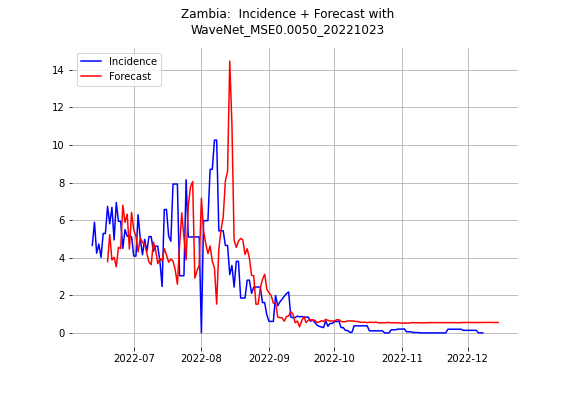 Zambia:  Incidence + Forecast with
WaveNet_MSE0.0050_20221023
Incidence
Forecast
14
12
10
8
6
4
2
0
2022-07 2022-08 2022-09 2022-10 2022-11 2022-12